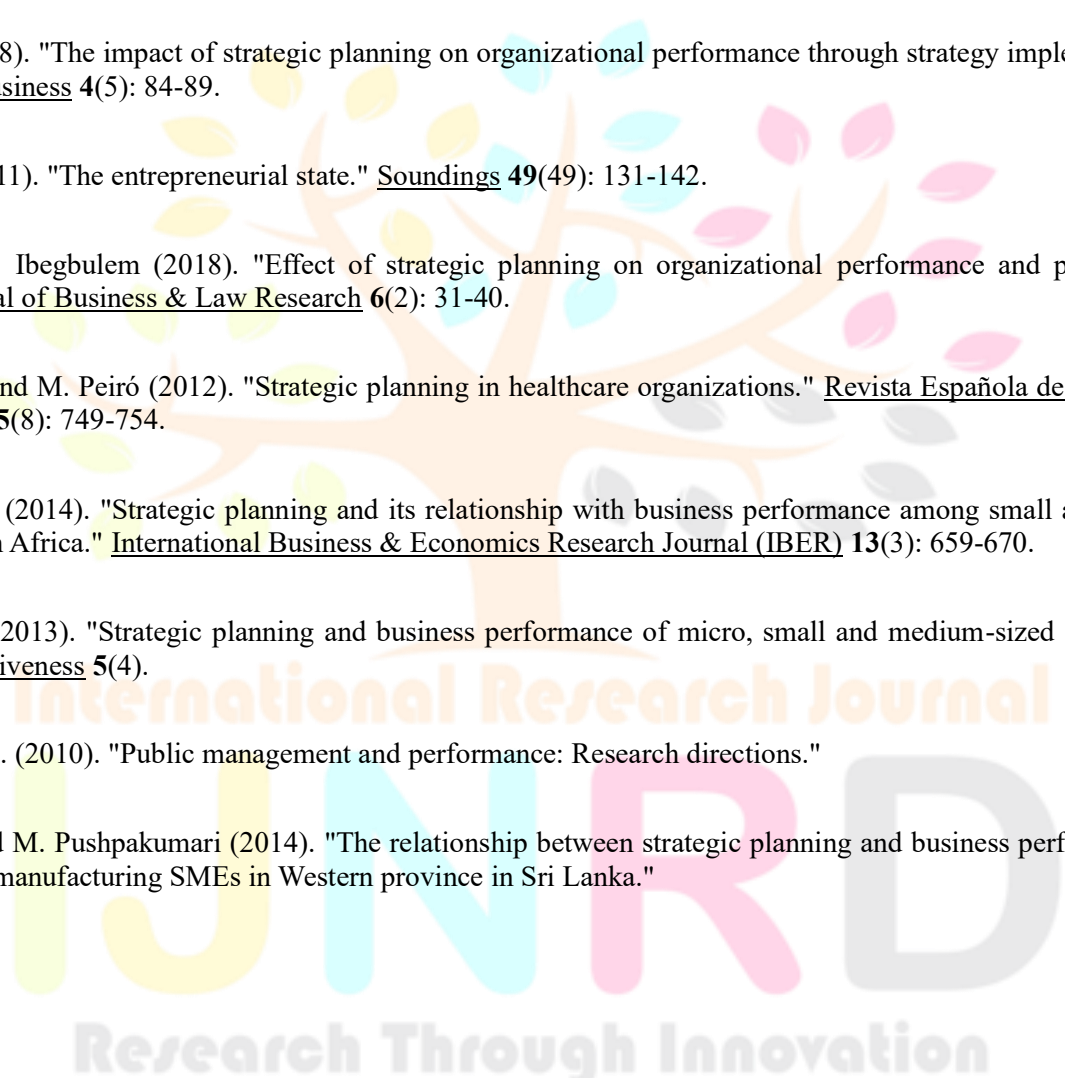 8). "The impact of strategic planning on organizational performance through strategy imple
siness 4(5): 84-89.
11). "The entrepreneurial state." Soundings 49(49): 131-142.
Ibegbulem (2018). "Effect of strategic planning on organizational performance and p
al of Business & Law Research 6(2): 31-40.
nd M. Peiró (2012). "Strategic planning in healthcare organizations." Revista Española de
5(8): 749-754.
(2014). "Strategic planning and its relationship with business performance among small a
n Africa." International Business & Economics Research Journal (IBER) 13(3): 659-670.
2013). "Strategic planning and business performance of micro, small and medium-sized
iveness 5(4).
International Research Journal
. (2010). "Public management and performance: Research directions."
IJNRD
d M. Pushpakumari (2014). "The relationship between strategic planning and business perf
manufacturing SMEs in Western province in Sri Lanka."
Research Through Innovation